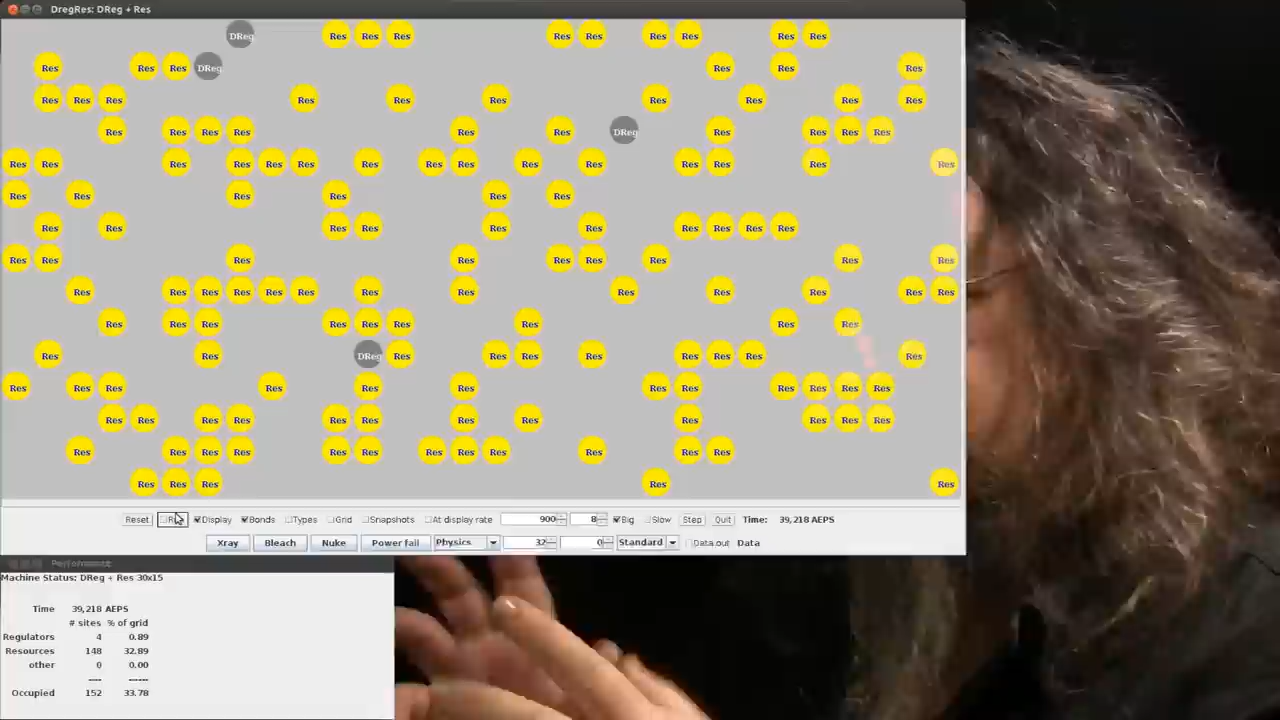 DregRes: DReg + Res
DReg Res Res Res Res Res Res Res Res Res
Res Res Res DReg Res Res Res
Res Res Res Res Res Res Res Res Res Res
Res Res Res Res Res Res DReg Res Res Res Res
Res Res Res Res Res Res Res Res Res Res Res Res Res Res Res
Res Res Res Res Res Res
Res Res Res Res Res Res Res Res Res Res
Res Res Res Res Res Res Res Res Res
Res Res Res Res Res Res Res Res Res Res Res Res Res
Res Res Res Res Res Res Res Res Res
Res Res DReg Res Res Res Res Res Res Res Res
Res Res Res Res Res Res Res Res Res Res Res Res
Res Res Res Res Res Res Res Res Res Res Res Res
Res Res Res Res Res Res Res Res Res Res Res Res
Res Res Res Res Res
Reset Display Bonds Types Grid Snapshots At display rate 900 8 Big Slow Step Quit Time: 39,218 AEPS
Xray Bleach Nuke Power fail Physics 32 0 Standard Data out Data
Machine Status: DReg + Res 30x15
Time 39,218 AEPS
# sites % of grid
Regulators 4 0.89
Resources 148 32.89
other 0 0.00
---- ------
Occupied 152 33.78